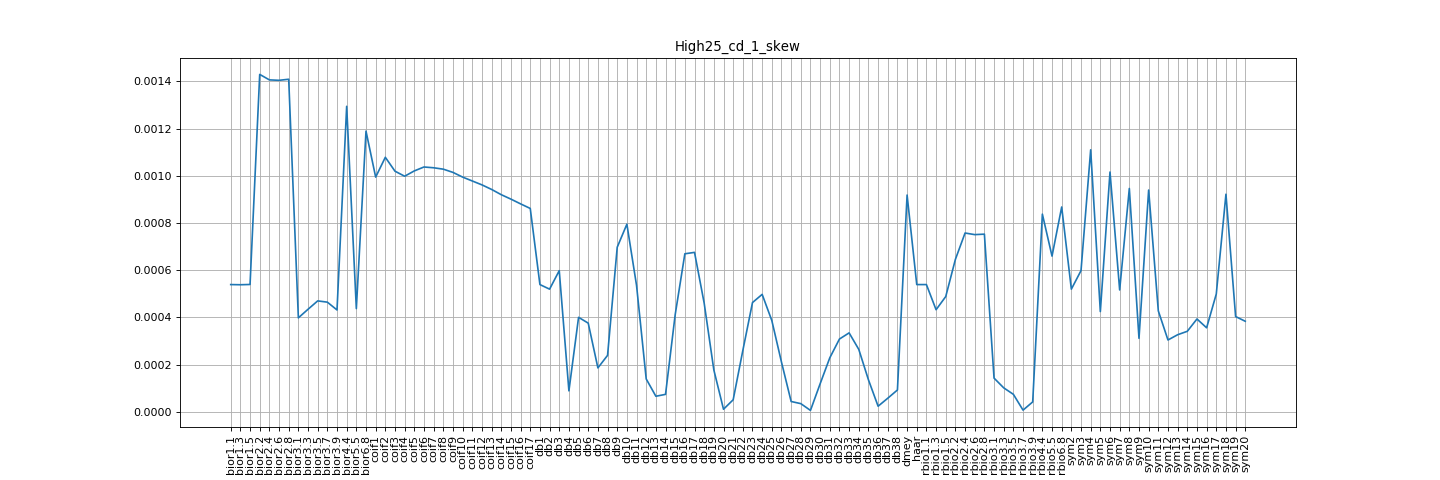 High25_cd_1_skew
0.0014
0.0012
0.0010
0.0008
0.0006
0.0004
0.0002
0.0000
bior1.1
bior1.3
bior1.5
bior2.2
bior2.4
bior2.6
bior2.8
bior3.1
bior3.3
bior3.5
bior3.7
bior3.9
bior4.4
bior5.5
bior6.8
coif1
coif2
coif3
coif4
coif5
coif6
coif7
coif8
coif9
coif10
coif11
coif12
coif13
coif14
coif15
coif16
coif17
db1
db2
db3
db4
db5
db6
db7
db8
db9
db10
db11
db12
db13
db14
db15
db16
db17
db18
db19
db20
db21
db22
db23
db24
db25
db26
db27
db28
db29
db30
db31
db32
db33
db34
db35
db36
db37
db38
dmey
haar
rbio1.1
rbio1.3
rbio1.5
rbio2.2
rbio2.4
rbio2.6
rbio2.8
rbio3.1
rbio3.3
rbio3.5
rbio3.7
rbio3.9
rbio4.4
rbio5.5
rbio6.8
sym2
sym3
sym4
sym5
sym6
sym7
sym8
sym9
sym10
sym11
sym12
sym13
sym14
sym15
sym16
sym17
sym18
sym19
sym20